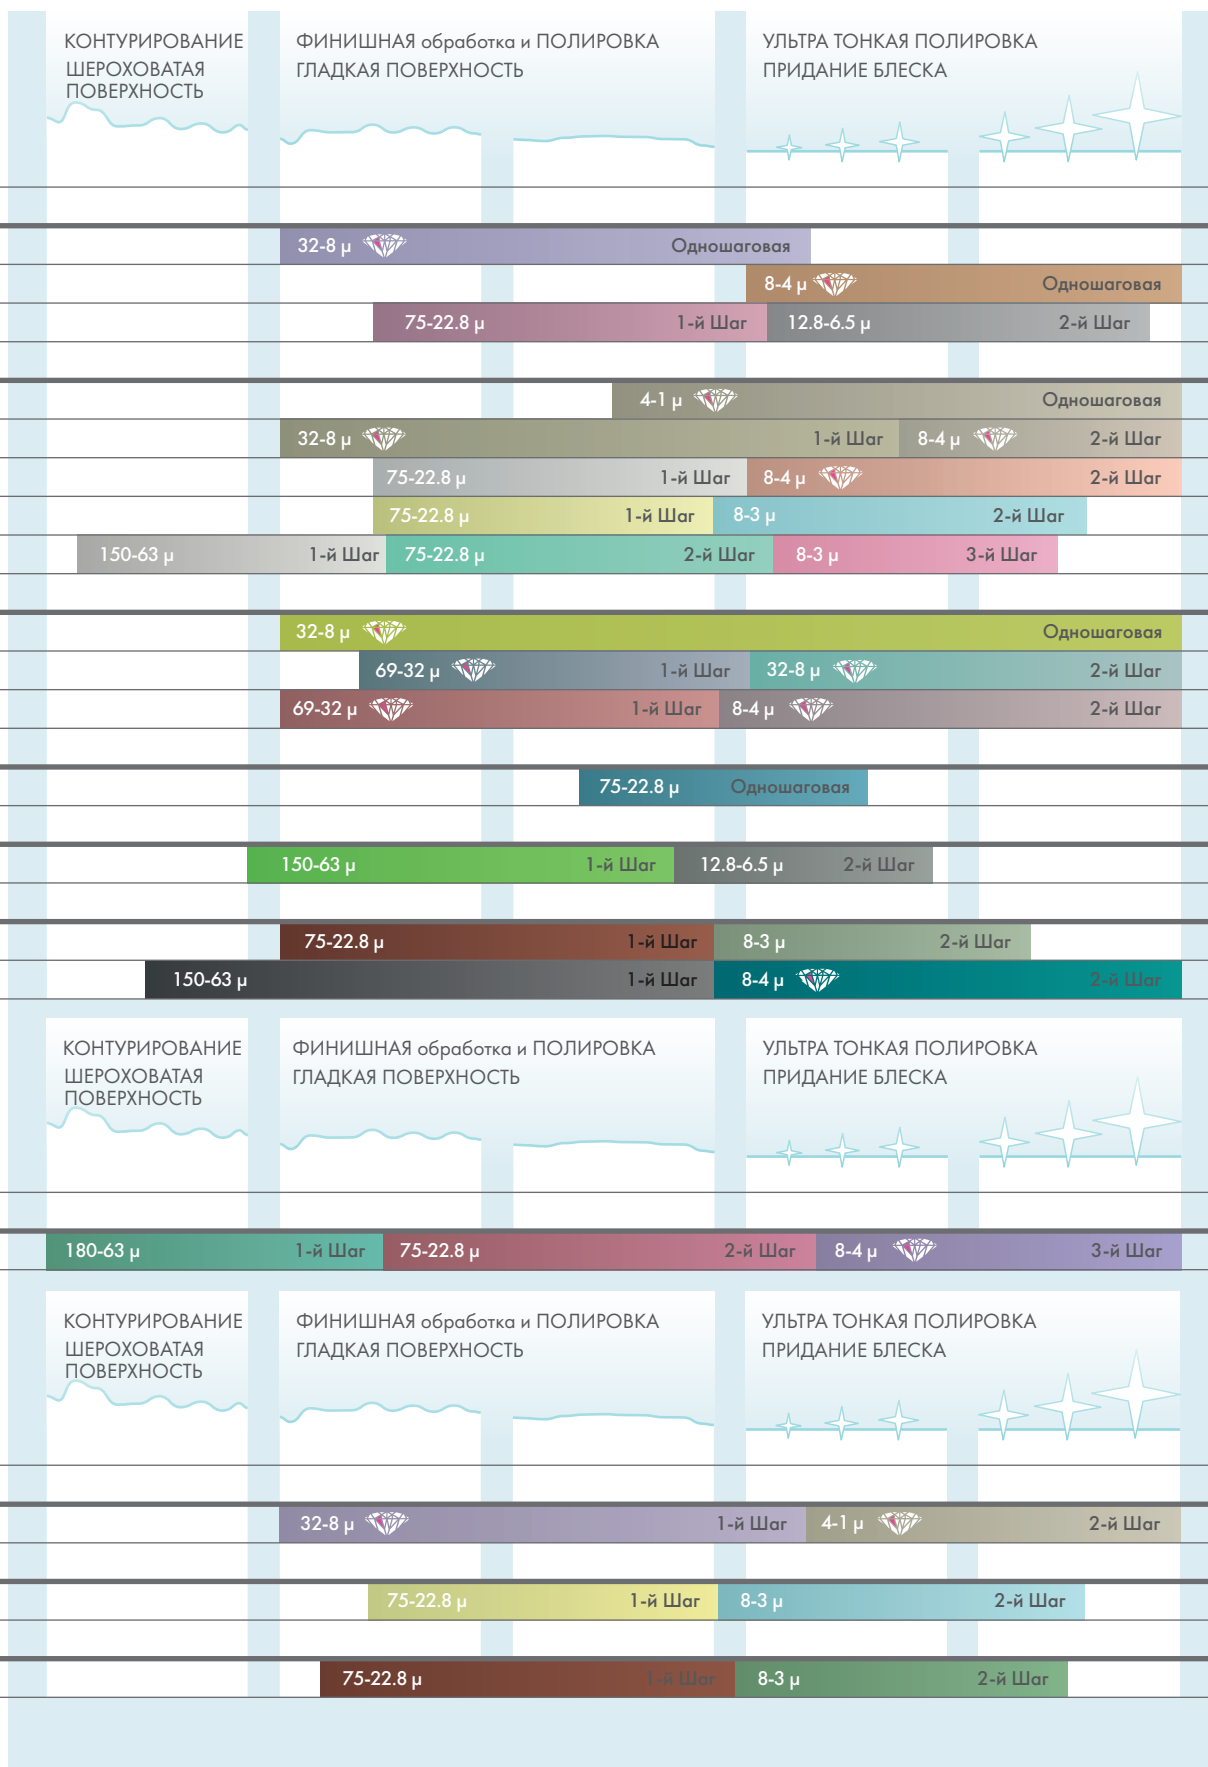 КОНТУРИРОВАНИЕ
ШЕРОХОВАТАЯ
ПОВЕРХНОСТЬ
ФИНИШНАЯ обработка и ПОЛИРОВКА
ГЛАДКАЯ ПОВЕРХНОСТЬ
УЛЬТРА ТОНКАЯ ПОЛИРОВКА
ПРИДАНИЕ БЛЕСКА
32-8 µ Одношаговая
8-4 µ Одношаговая
75-22.8 µ 1-й Шаг 12.8-6.5 µ 2-й Шаг
4-1 µ Одношаговая
32-8 µ 1-й Шаг 8-4 µ 2-й Шаг
75-22.8 µ 1-й Шаг 8-4 µ 2-й Шаг
75-22.8 µ 1-й Шаг 8-3 µ 2-й Шаг
150-63 µ 1-й Шаг 75-22.8 µ 2-й Шаг 8-3 µ 3-й Шаг
32-8 µ Одношаговая
69-32 µ 1-й Шаг 32-8 µ 2-й Шаг
69-32 µ 1-й Шаг 8-4 µ 2-й Шаг
75-22.8 µ Одношаговая
150-63 µ 1-й Шаг 12.8-6.5 µ 2-й Шаг
75-22.8 µ 1-й Шаг 8-3 µ 2-й Шаг
150-63 µ 1-й Шаг 8-4 µ 2-й Шаг
КОНТУРИРОВАНИЕ
ШЕРОХОВАТАЯ
ПОВЕРХНОСТЬ
ФИНИШНАЯ обработка и ПОЛИРОВКА
ГЛАДКАЯ ПОВЕРХНОСТЬ
УЛЬТРА ТОНКАЯ ПОЛИРОВКА
ПРИДАНИЕ БЛЕСКА
180-63 µ 1-й Шаг 75-22.8 µ 2-й Шаг 8-4 µ 3-й Шаг
КОНТУРИРОВАНИЕ
ШЕРОХОВАТАЯ
ПОВЕРХНОСТЬ
ФИНИШНАЯ обработка и ПОЛИРОВКА
ГЛАДКАЯ ПОВЕРХНОСТЬ
УЛЬТРА ТОНКАЯ ПОЛИРОВКА
ПРИДАНИЕ БЛЕСКА
32-8 µ 1-й Шаг 4-1 µ 2-й Шаг
75-22.8 µ 1-й Шаг 8-3 µ 2-й Шаг
75-22.8 µ 1-й Шаг 8-3 µ 2-й Шаг